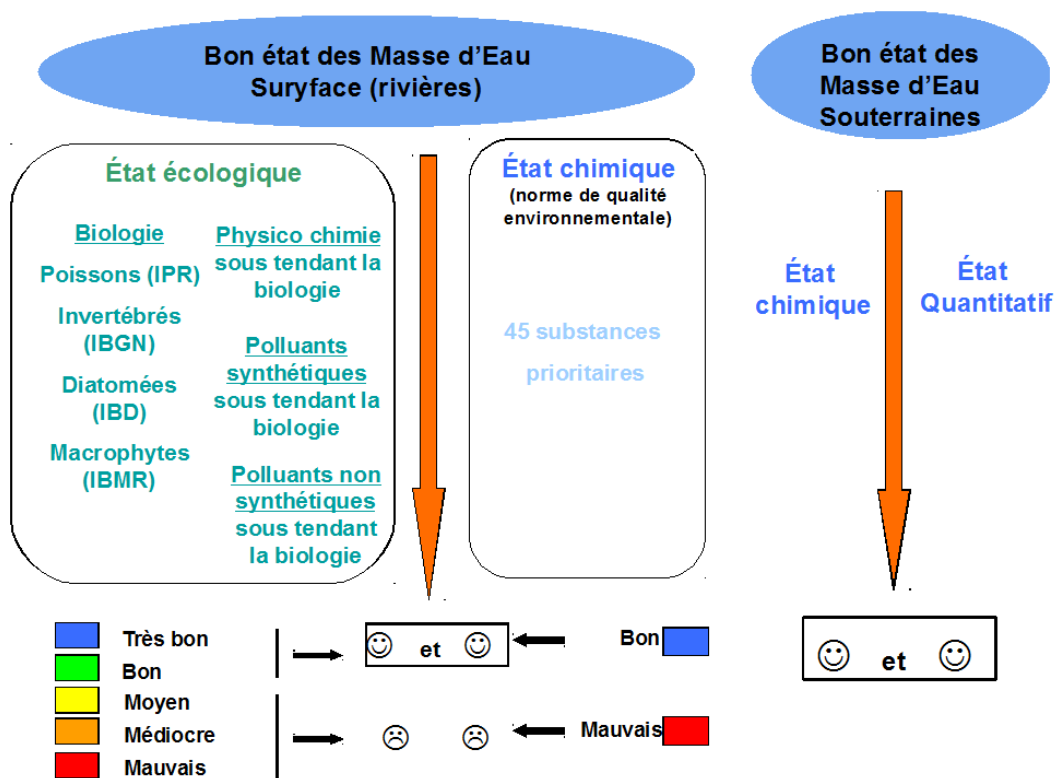 Bon état des Masse d'Eau
Suryface (rivières)
Bon état des
Masse d'Eau
Souterraines
État écologique
Biologie
Poissons (IPR)
Invertébrés
(IBGN)
Diatomées
(IBD)
Macrophytes
(IBMR)
Physico chimie
sous tendant la
biologie
Polluants
synthétiques
sous tendant la
biologie
Polluants non
synthétiques
sous tendant
la biologie
État chimique
(norme de qualité
environnementale)
45 substances
prioritaires
État
chimique
État
Quantitatif
Très bon
Bon
Moyen
Médiocre
Mauvais
et
Bon
Mauvais
et